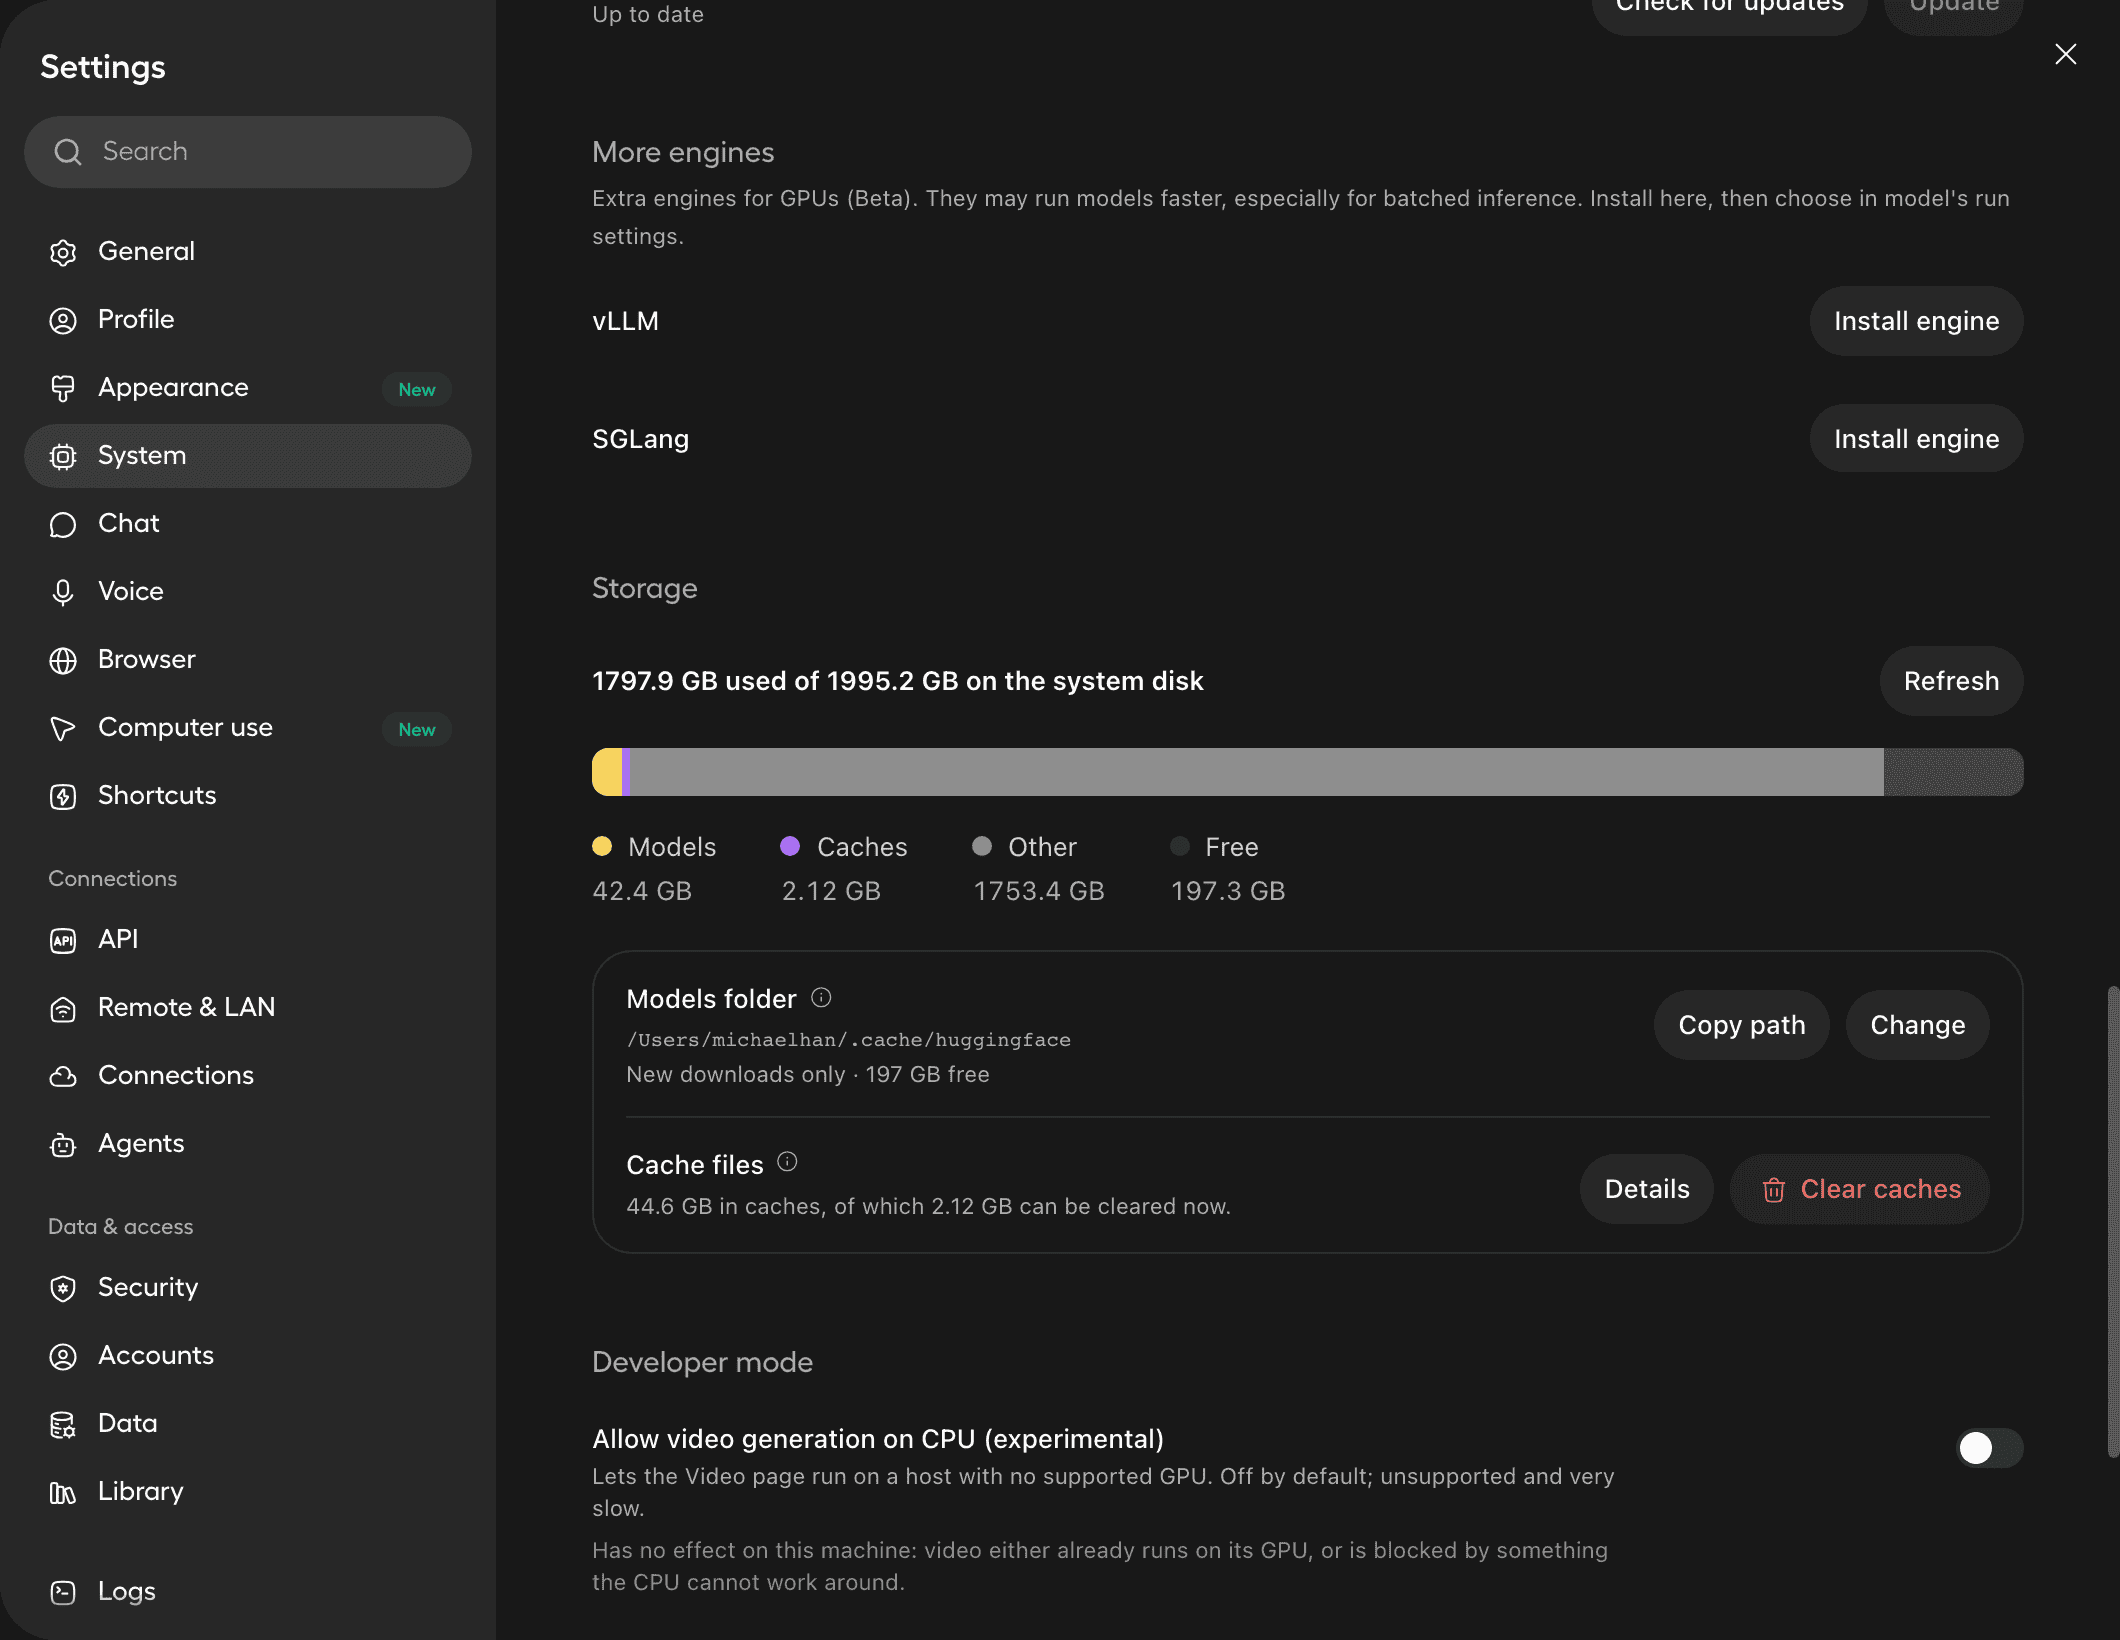 Settings
Search
General
Profile
Appearance
New
System
Chat
Voice
Browser
Computer use
New
Shortcuts
Connections
API
API
Remote & LAN
Connections
Agents
Data & access
Security
Accounts
Data
Library
Logs
Up to date
Check for updates
Update
More engines
Extra engines for GPUs (Beta). They may run models faster, especially for batched inference. Install here, then choose in model's run
settings.
vLLM
Install engine
SGLang
Install engine
Storage
1797.9 GB used of 1995.2 GB on the system disk
Refresh
Models
Caches
Other
Free
42.4 GB
2.12 GB
1753.4 GB
197.3 GB
Models folder
/Users/michaelhan/.cache/huggingface
New downloads only · 197 GB free
Copy path
Change
Cache files
44.6 GB in caches, of which 2.12 GB can be cleared now.
Details
Clear caches
Developer mode
Allow video generation on CPU (experimental)
Lets the Video page run on a host with no supported GPU. Off by default; unsupported and very
slow.
Has no effect on this machine: video either already runs on its GPU, or is blocked by something
the CPU cannot work around.